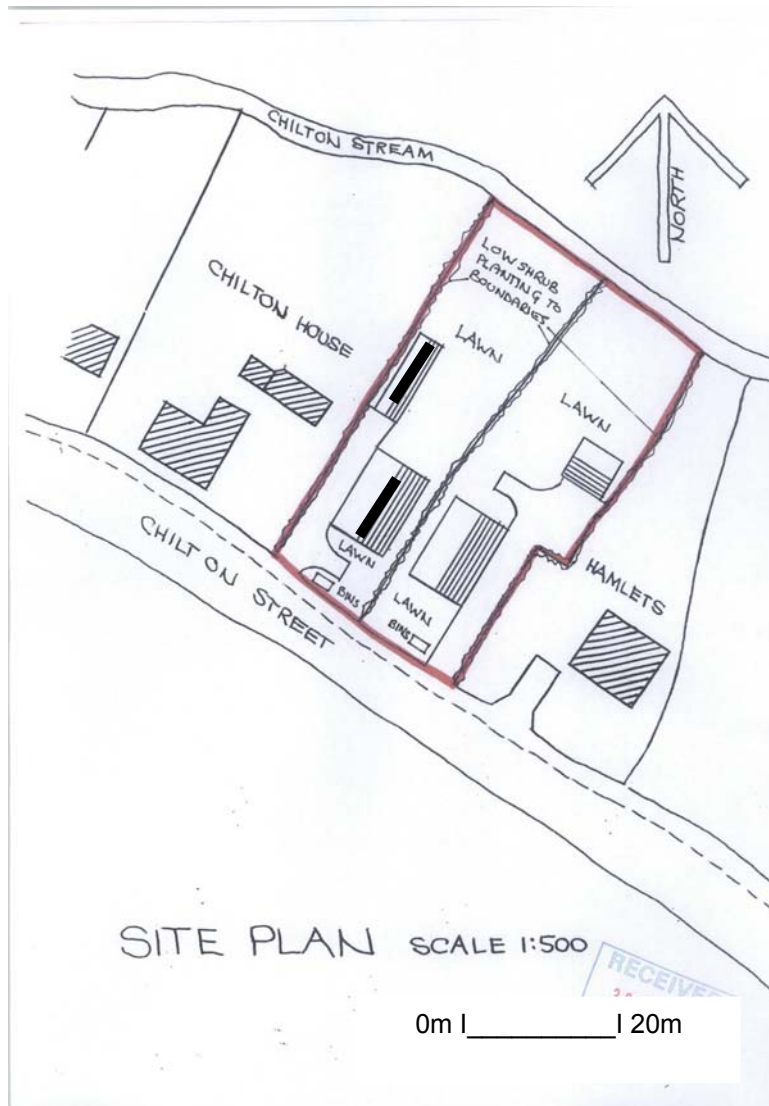 CHILTON STREAM
NORTH
LOW SHRUB
PLANTING TO
BOUNDARIES
CHILTON HOUSE
LAWN
LAWN
LAWN
BINS
LAWN
BINS
HAMLETS
CHILTON STREET
SITE PLAN SCALE 1:500
RECEIVED
0m I__________I 20m